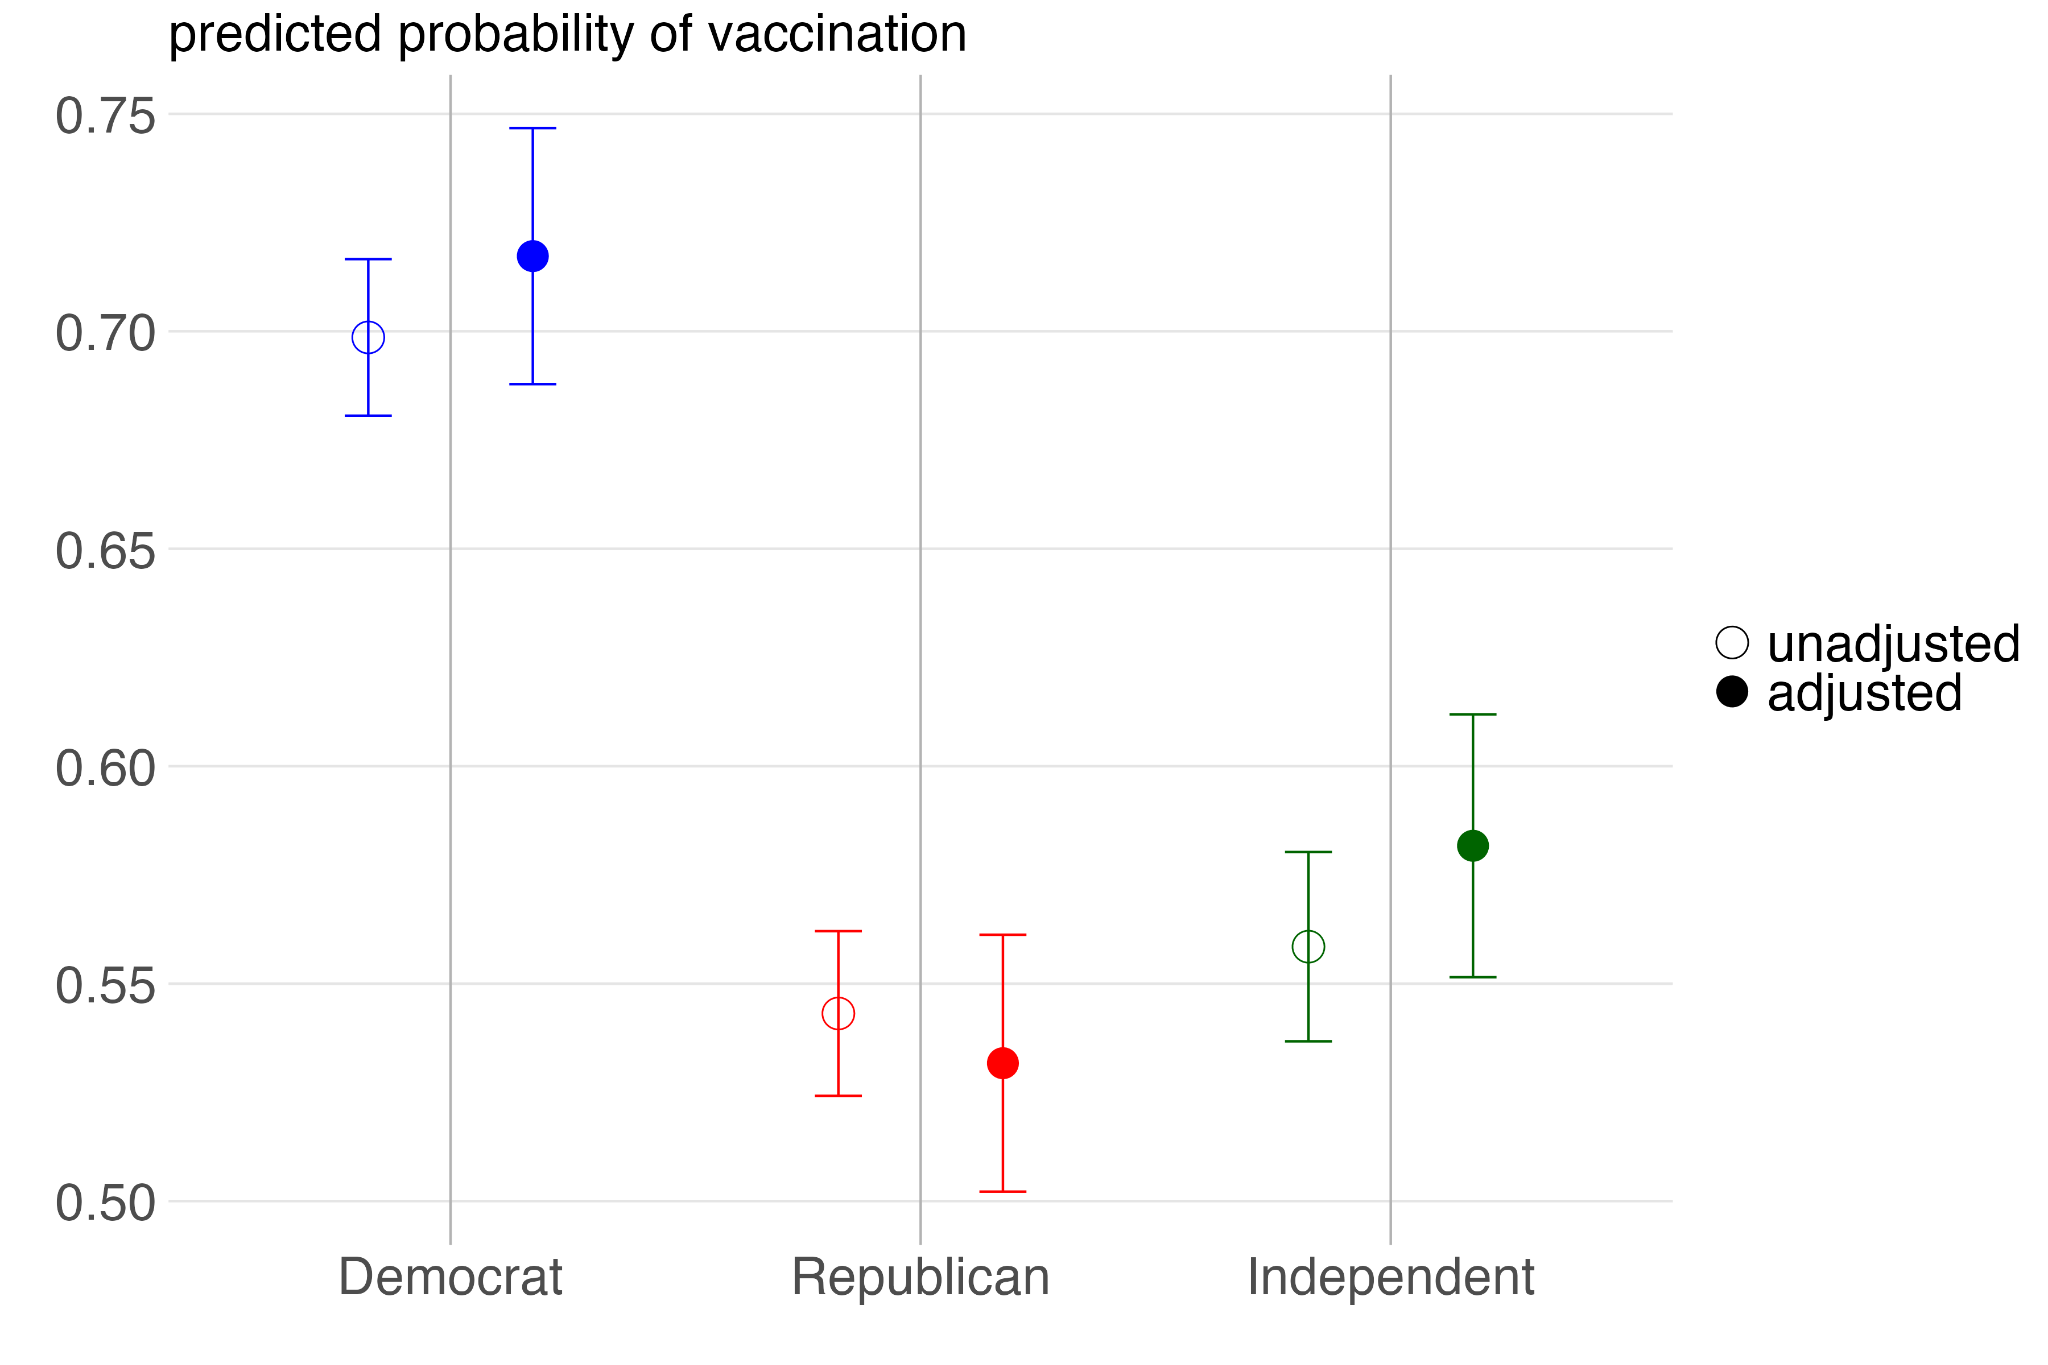 predicted probability of vaccination
0.75
0.70
0.65
0.60
0.55
0.50
Democrat
Republican
Independent
unadjusted
adjusted